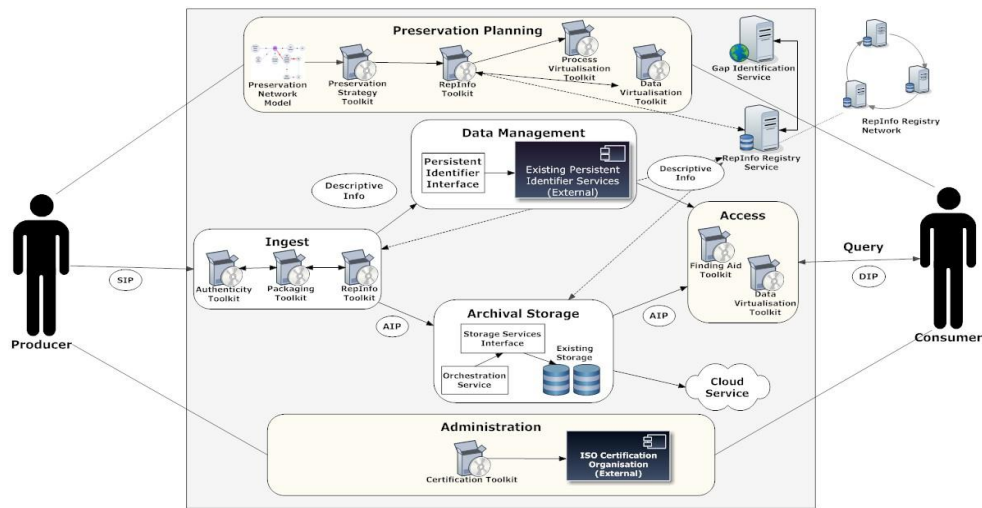 Preservation Planning
Preservation
Network
Model
Preservation
Strategy
Toolkit
RepInfo
Toolkit
Process
Virtualisation
Toolkit
Data
Virtualisation
Toolkit
Gap Identification
Service
RepInfo Registry
Network
RepInfo Registry
Service
Data Management
Persistent
Identifier
Interface
Existing Persistent
Identifier Services
(External)
Descriptive
Info
Descriptive
Info
Ingest
Authenticity
Toolkit
Packaging
Toolkit
RepInfo
Toolkit
SIP
Producer
AIP
Archival Storage
Storage Services
Interface
Orchestration
Service
Existing
Storage
AIP
Access
Finding Aid
Toolkit
Data
Virtualisation
Toolkit
Query
DIP
Consumer
Cloud
Service
Administration
Certification Toolkit
ISO Certification
Organisation
(External)